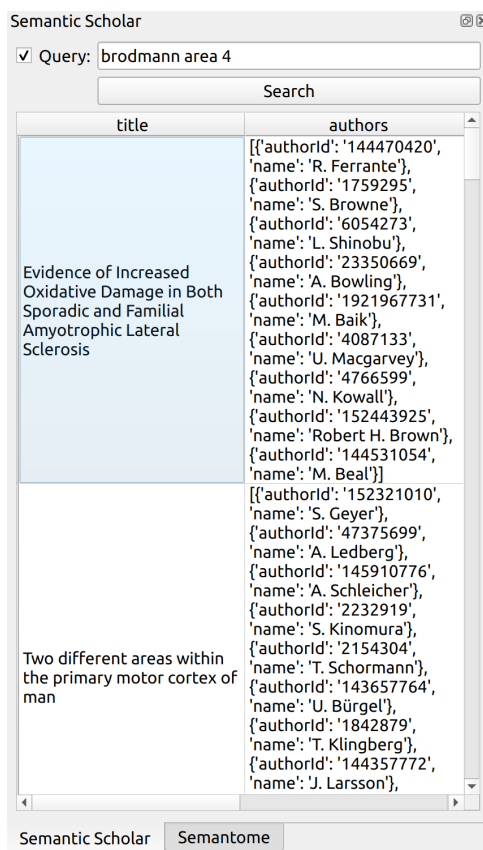 Semantic Scholar
Query: brodmann area 4
Search
title authors
Evidence of Increased
Oxidative Damage in Both
Sporadic and Familial
Amyotrophic Lateral
Sclerosis
[{'authorId': '144470420',
'name': 'R. Ferrante'},
{'authorId': '1759295',
'name': 'S. Browne'},
{'authorId': '6054273',
'name': 'L. Shinobu'},
{'authorId': '23350669',
'name': 'A. Bowling'},
{'authorId': '1921967731',
'name': 'M. Baik'},
{'authorId': '4087133',
'name': 'U. Macgarvey'},
{'authorId': '4766599',
'name': 'N. Kowall'},
{'authorId': '152443925',
'name': 'Robert H. Brown'},
{'authorId': '144531054',
'name': 'M. Beal'}]
Two different areas within
the primary motor cortex of
man
[{'authorId': '152321010',
'name': 'S. Geyer'},
{'authorId': '47375699',
'name': 'A. Ledberg'},
{'authorId': '145910776',
'name': 'A. Schleicher'},
{'authorId': '2232919',
'name': 'S. Kinomura'},
{'authorId': '2154304',
'name': 'T. Schormann'},
{'authorId': '143657764',
'name': 'U. Bürgel'},
{'authorId': '1842879',
'name': 'T. Klingberg'},
{'authorId': '144357772',
'name': 'J. Larsson'},
Semantic Scholar Semantome